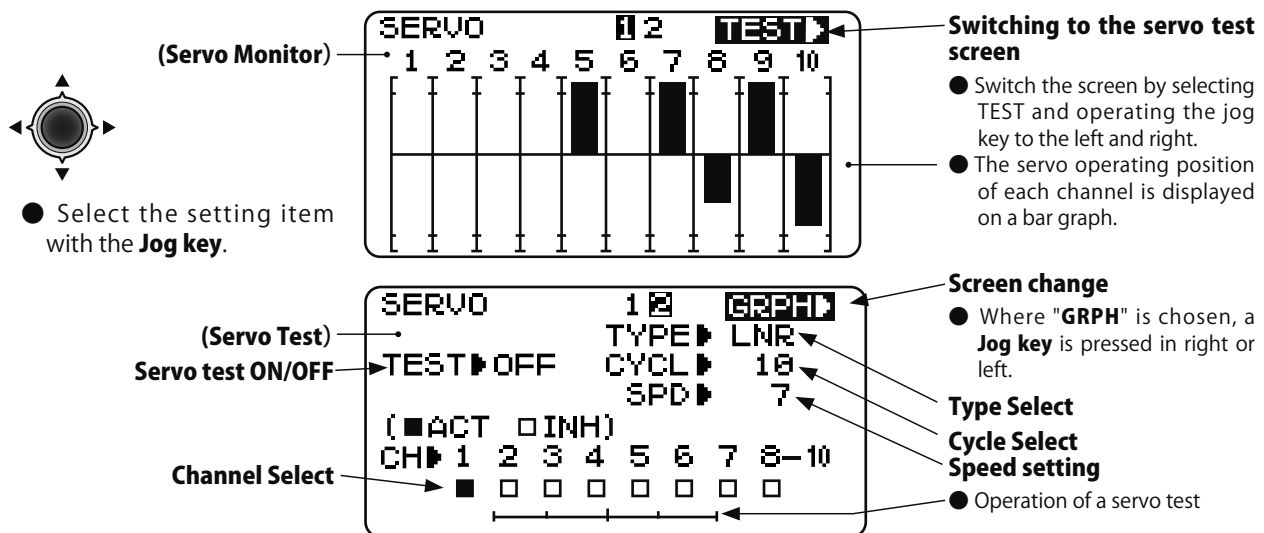 SERVO 1 2 TEST
(Servo Monitor)
1 2 3 4 5 6 7 8 9 10
● Select the setting item
with the Jog key.
Switching to the servo test
screen
● Switch the screen by selecting
TEST and operating the jog
key to the left and right.
● The servo operating position
of each channel is displayed
on a bar graph.
SERVO 1 2 GRPH
(Servo Test)
TYPE LNR
Servo test ON/OFF
TEST OFF CYCL 10
SPD 7
(■ACT □INH)
CH 1 2 3 4 5 6 7 8-10
Channel Select
Screen change
● Where "GRPH" is chosen, a
Jog key is pressed in right or
left.
Type Select
Cycle Select
Speed setting
● Operation of a servo test